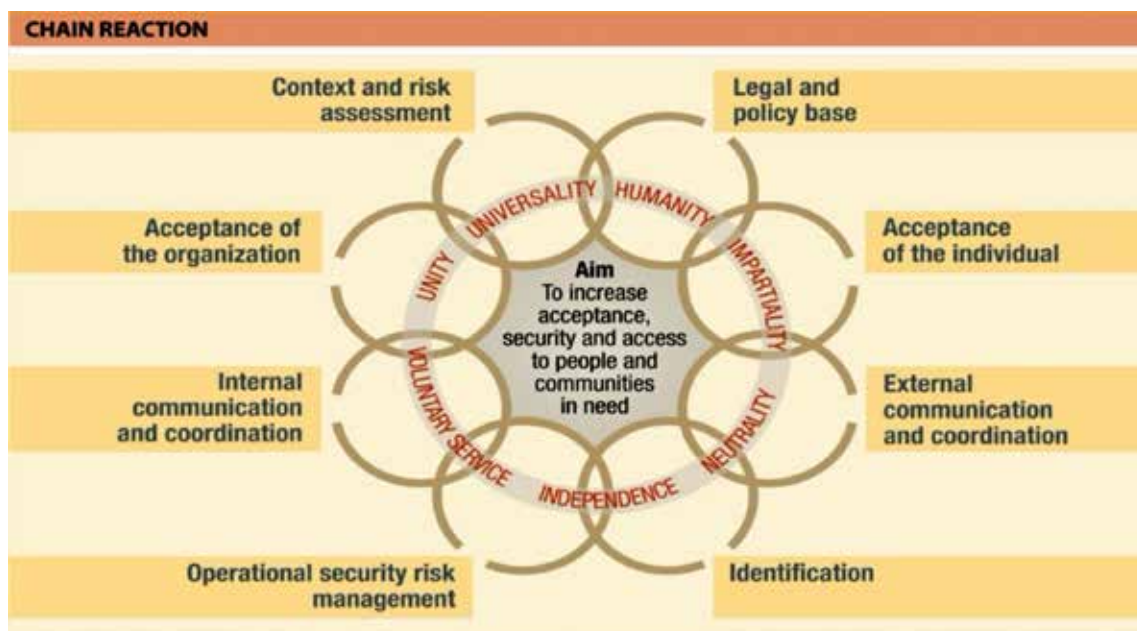 CHAIN REACTION
Context and risk
assessment
Legal and
policy base
Acceptance of
the organization
Acceptance
of the individual
Internal
communication
and coordination
External
communication
and coordination
Operational security risk
management
Identification
UNIVERSALITY
HUMANITY
IMPARTIALITY
NEUTRALITY
INDEPENDENCE
VOLUNTARY SERVICE
UNITY
Aim
To increase
acceptance,
security and access
to people and
communities
in need